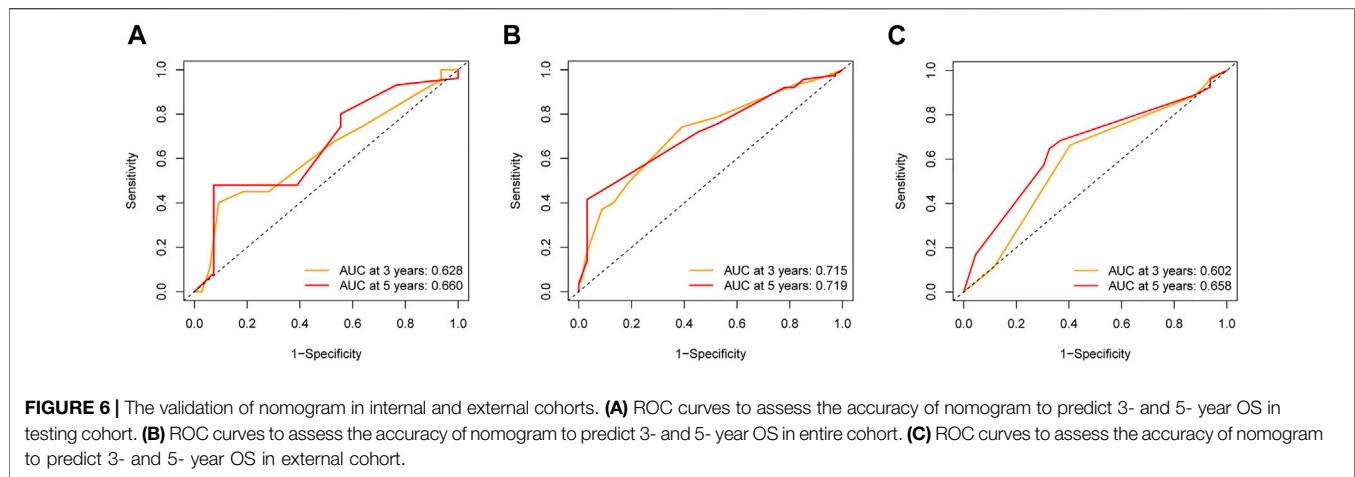 A
Sensitivity
1.0
0.8
0.6
0.4
0.2
0.0
AUC at 3 years: 0.628
AUC at 5 years: 0.660
0.0 0.2 0.4 0.6 0.8 1.0
1−Specificity
B
Sensitivity
1.0
0.8
0.6
0.4
0.2
0.0
AUC at 3 years: 0.715
AUC at 5 years: 0.719
0.0 0.2 0.4 0.6 0.8 1.0
1−Specificity
C
Sensitivity
1.0
0.8
0.6
0.4
0.2
0.0
AUC at 3 years: 0.602
AUC at 5 years: 0.658
0.0 0.2 0.4 0.6 0.8 1.0
1−Specificity
FIGURE 6 | The validation of nomogram in internal and external cohorts. (A) ROC curves to assess the accuracy of nomogram to predict 3- and 5- year OS in
testing cohort. (B) ROC curves to assess the accuracy of nomogram to predict 3- and 5- year OS in entire cohort. (C) ROC curves to assess the accuracy of nomogram
to predict 3- and 5- year OS in external cohort.